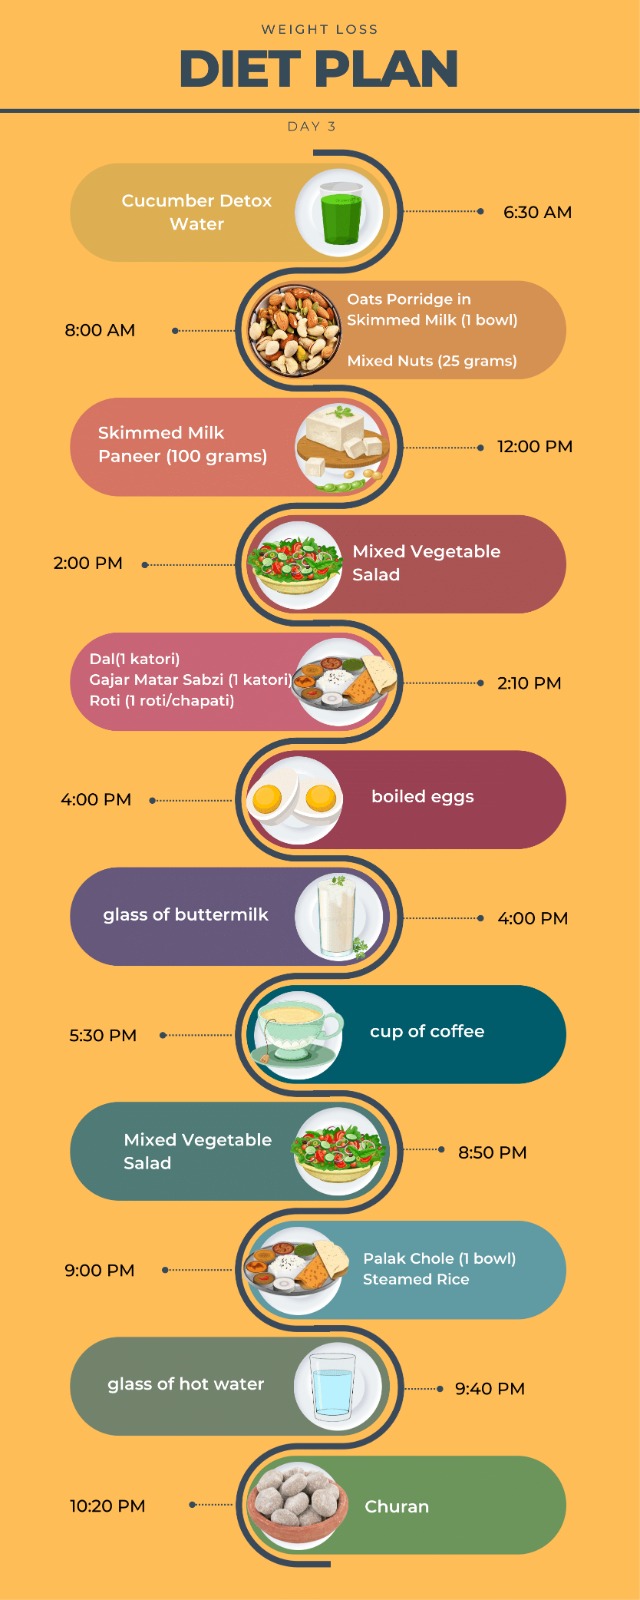 WEIGHT LOSS
DIET PLAN
DAY 3
Cucumber Detox
Water
6:30 AM
8:00 AM
Oats Porridge in
Skimmed Milk (1 bowl)
Mixed Nuts (25 grams)
Skimmed Milk
Paneer (100 grams)
12:00 PM
2:00 PM
Mixed Vegetable
Salad
Dal(1 katori)
Gajar Matar Sabzi (1 katori)
Roti (1 roti/chapati)
2:10 PM
4:00 PM
boiled eggs
glass of buttermilk
4:00 PM
5:30 PM
cup of coffee
Mixed Vegetable
Salad
8:50 PM
9:00 PM
Palak Chole (1 bowl)
Steamed Rice
glass of hot water
9:40 PM
10:20 PM
Churan